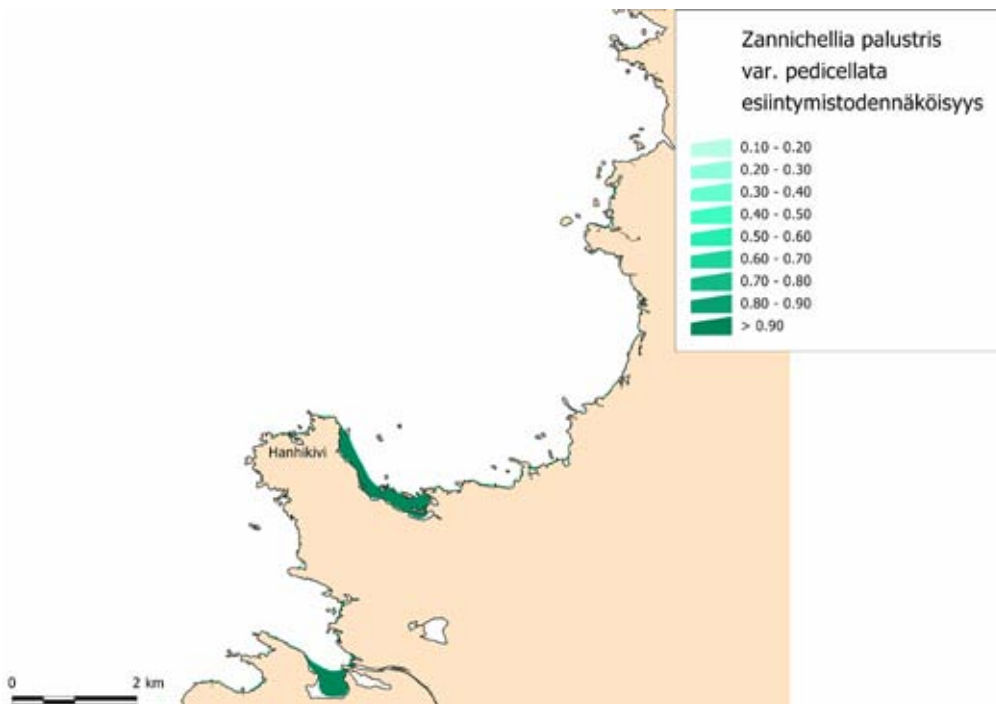 Zannichellia palustris
var. pedicellata
esiintymistodennäköisyys
0.10 - 0.20
0.20 - 0.30
0.30 - 0.40
0.40 - 0.50
0.50 - 0.60
0.60 - 0.70
0.70 - 0.80
0.80 - 0.90
> 0.90
Hanhikivi
0 2 km